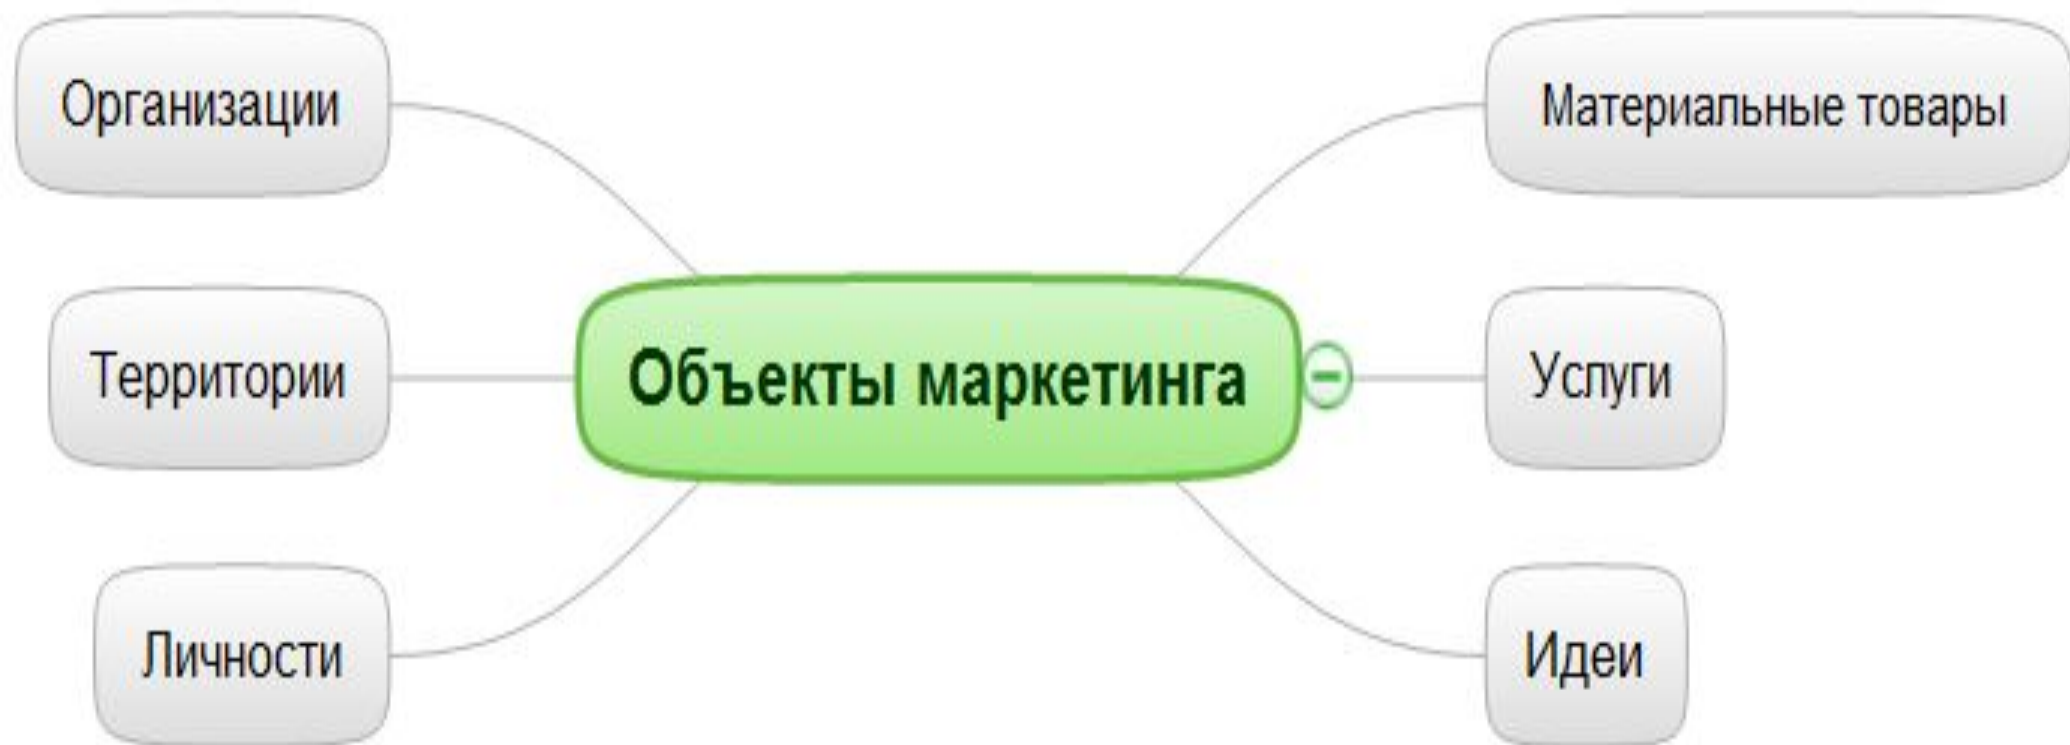 Организации
Материальные товары
Территории
Объекты маркетинга
Услуги
Личности
Идеи